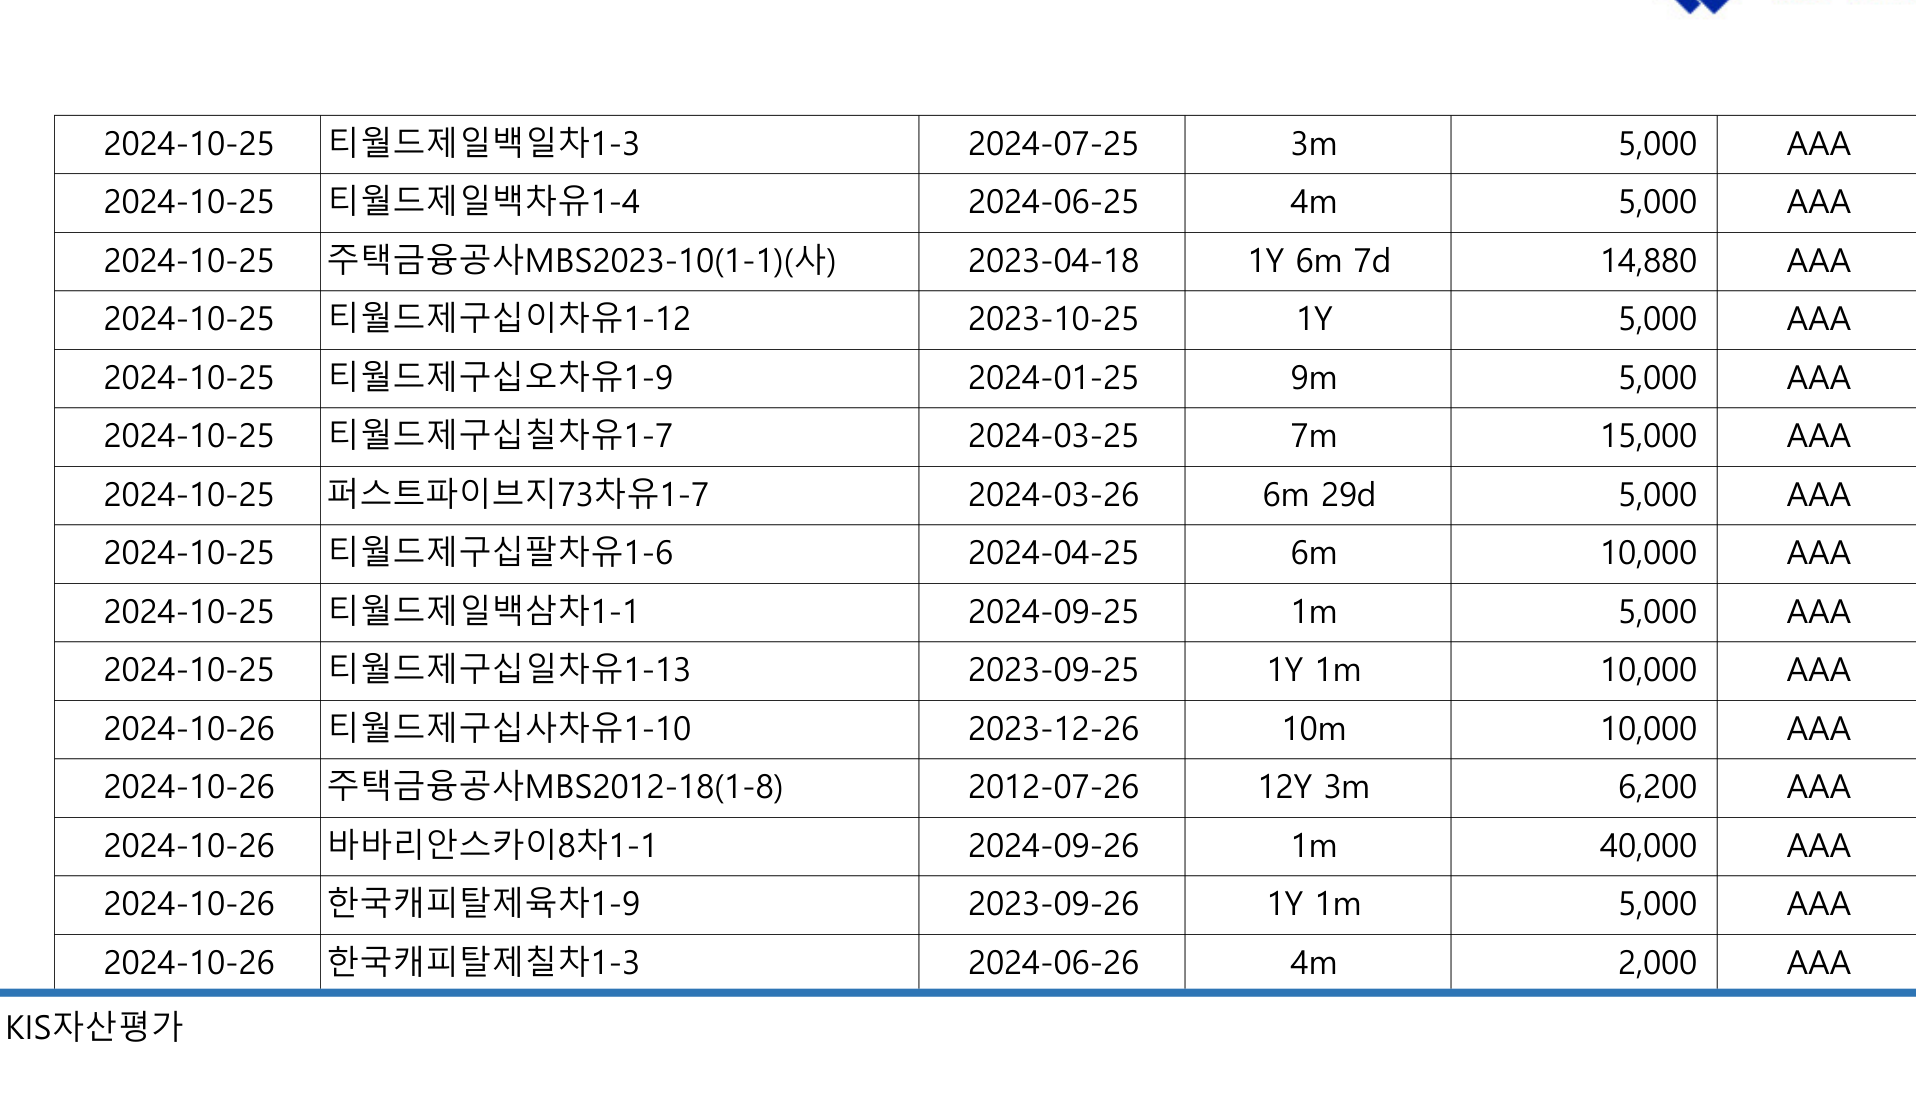 2024-10-25 티월드제일백일차1-3 2024-07-25 3m 5,000 AAA
2024-10-25 티월드제일백차유1-4 2024-06-25 4m 5,000 AAA
2024-10-25 주택금융공사MBS2023-10(1-1)(사) 2023-04-18 1Y 6m 7d 14,880 AAA
2024-10-25 티월드제구십이차유1-12 2023-10-25 1Y 5,000 AAA
2024-10-25 티월드제구십오차유1-9 2024-01-25 9m 5,000 AAA
2024-10-25 티월드제구십칠차유1-7 2024-03-25 7m 15,000 AAA
2024-10-25 퍼스트파이브지73차유1-7 2024-03-26 6m 29d 5,000 AAA
2024-10-25 티월드제구십팔차유1-6 2024-04-25 6m 10,000 AAA
2024-10-25 티월드제일백삼차1-1 2024-09-25 1m 5,000 AAA
2024-10-25 티월드제구십일차유1-13 2023-09-25 1Y 1m 10,000 AAA
2024-10-26 티월드제구십사차유1-10 2023-12-26 10m 10,000 AAA
2024-10-26 주택금융공사MBS2012-18(1-8) 2012-07-26 12Y 3m 6,200 AAA
2024-10-26 바바리안스카이8차1-1 2024-09-26 1m 40,000 AAA
2024-10-26 한국캐피탈제육차1-9 2023-09-26 1Y 1m 5,000 AAA
2024-10-26 한국캐피탈제칠차1-3 2024-06-26 4m 2,000 AAA
KIS자산평가